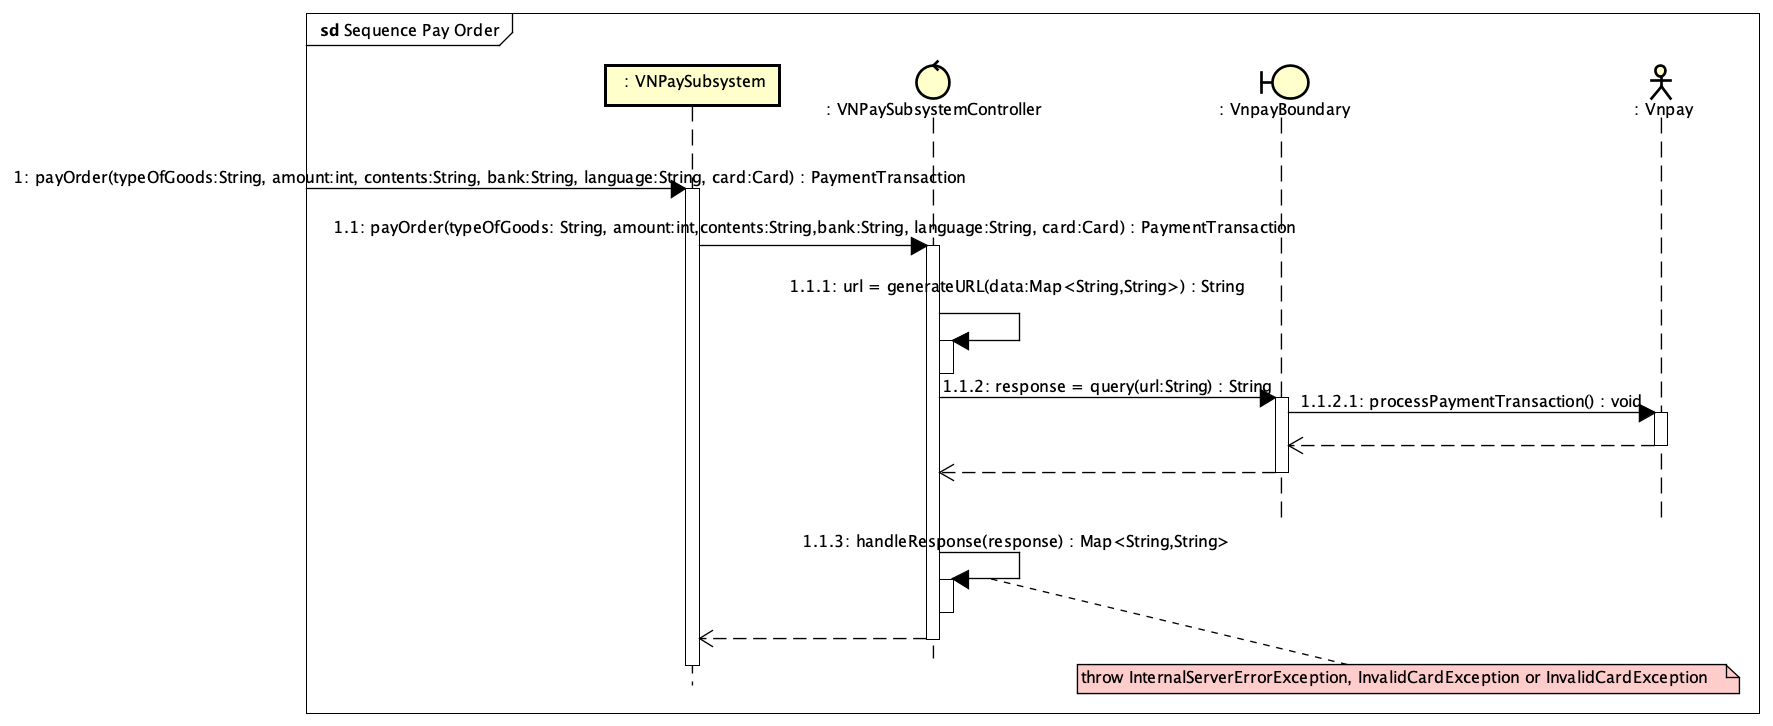 sd Sequence Pay Order
: VNPaySubsystem
: VNPaySubsystemController
: VnpayBoundary
: Vnpay
1: payOrder(typeOfGoods:String, amount:int, contents:String, bank:String, language:String, card:Card) : PaymentTransaction
1.1: payOrder(typeOfGoods: String, amount:int,contents:String,bank:String, language:String, card:Card) : PaymentTransaction
1.1.1: url = generateURL(data:Map<String,String>) : String
1.1.2: response = query(url:String) : String
1.1.2.1: processPaymentTransaction() : void
1.1.3: handleResponse(response) : Map<String,String>
throw InternalServerErrorException, InvalidCardException or InvalidCardException